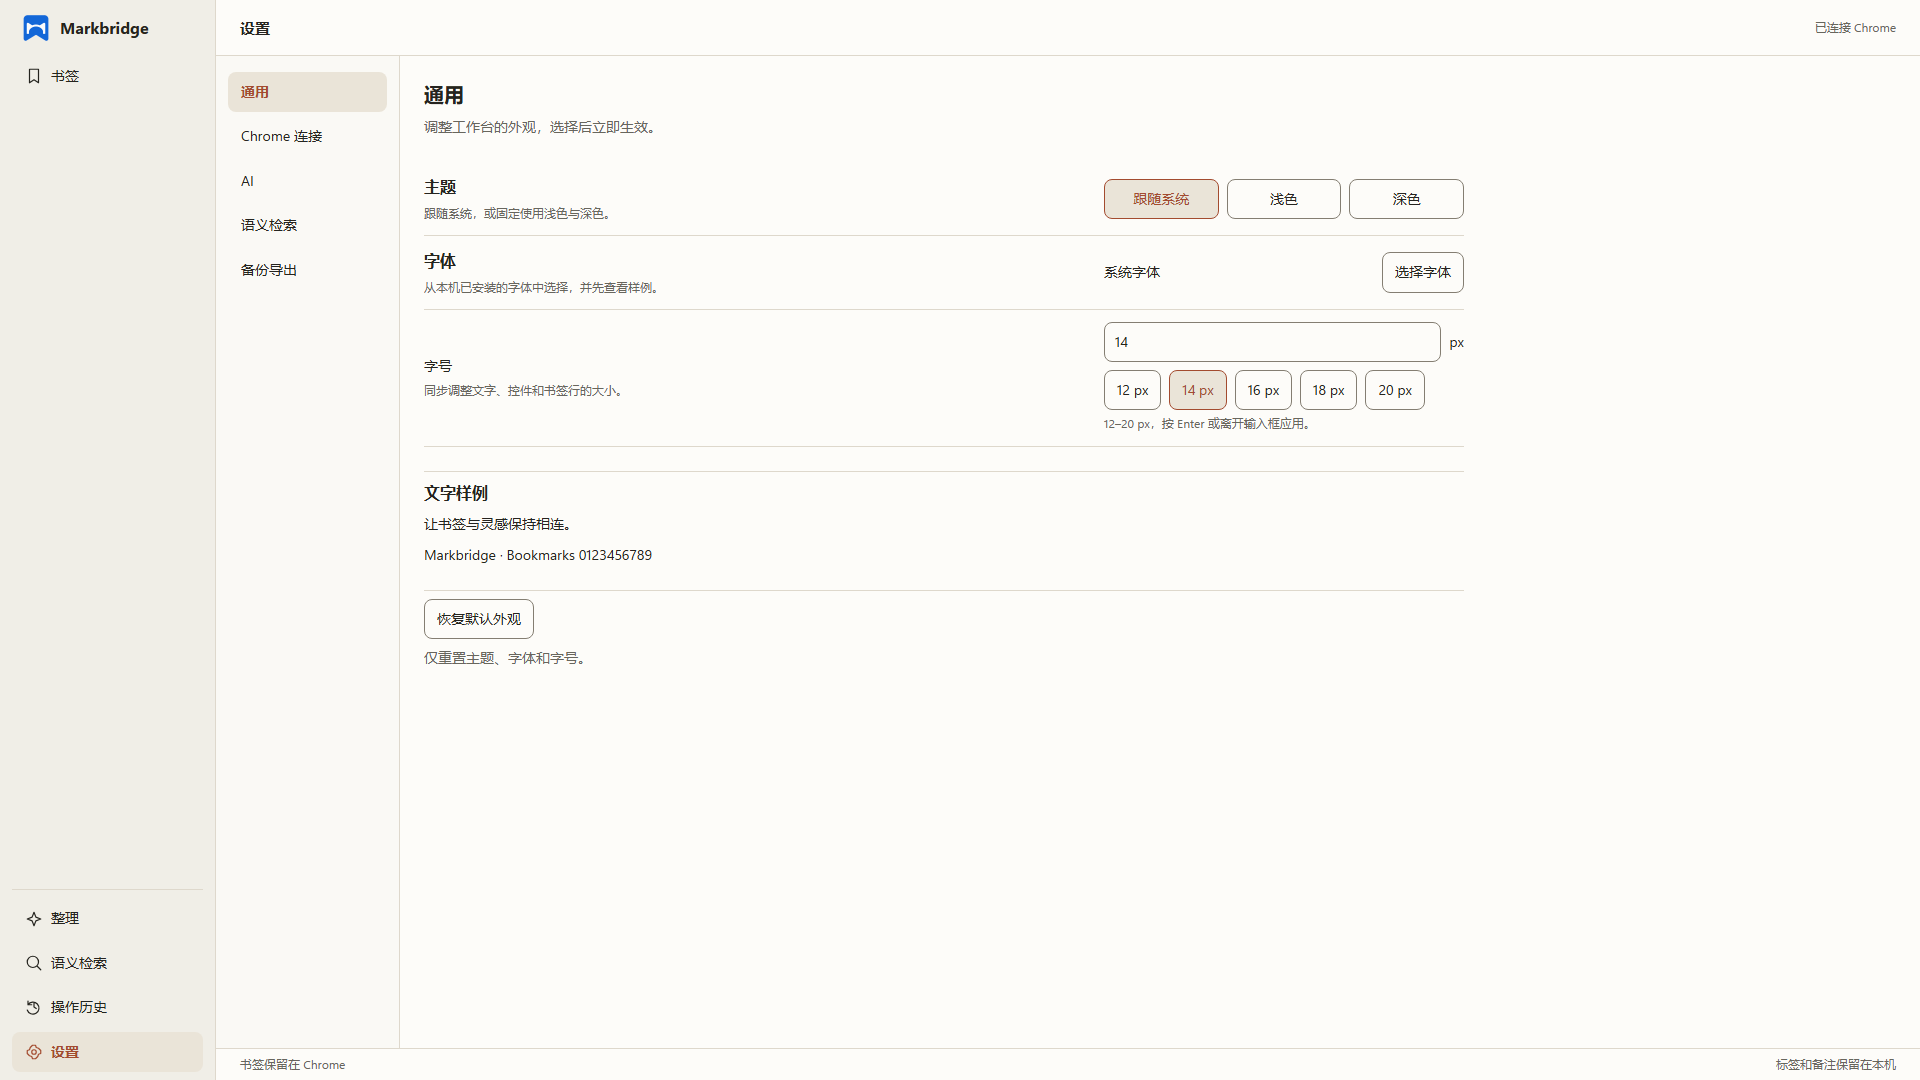 Markbridge
书签
整理
语义检索
操作历史
设置
设置
已连接 Chrome
通用
Chrome 连接
AI
语义检索
备份导出
通用
调整工作台的外观，选择后立即生效。
主题
跟随系统，或固定使用浅色与深色。
跟随系统 浅色 深色
字体
从本机已安装的字体中选择，并先查看样例。
系统字体 选择字体
字号
同步调整文字、控件和书签行的大小。
14 px
12 px 14 px 16 px 18 px 20 px
12–20 px，按 Enter 或离开输入框应用。
文字样例
让书签与灵感保持相连。
Markbridge · Bookmarks 0123456789
恢复默认外观
仅重置主题、字体和字号。
书签保留在 Chrome
标签和备注保留在本机